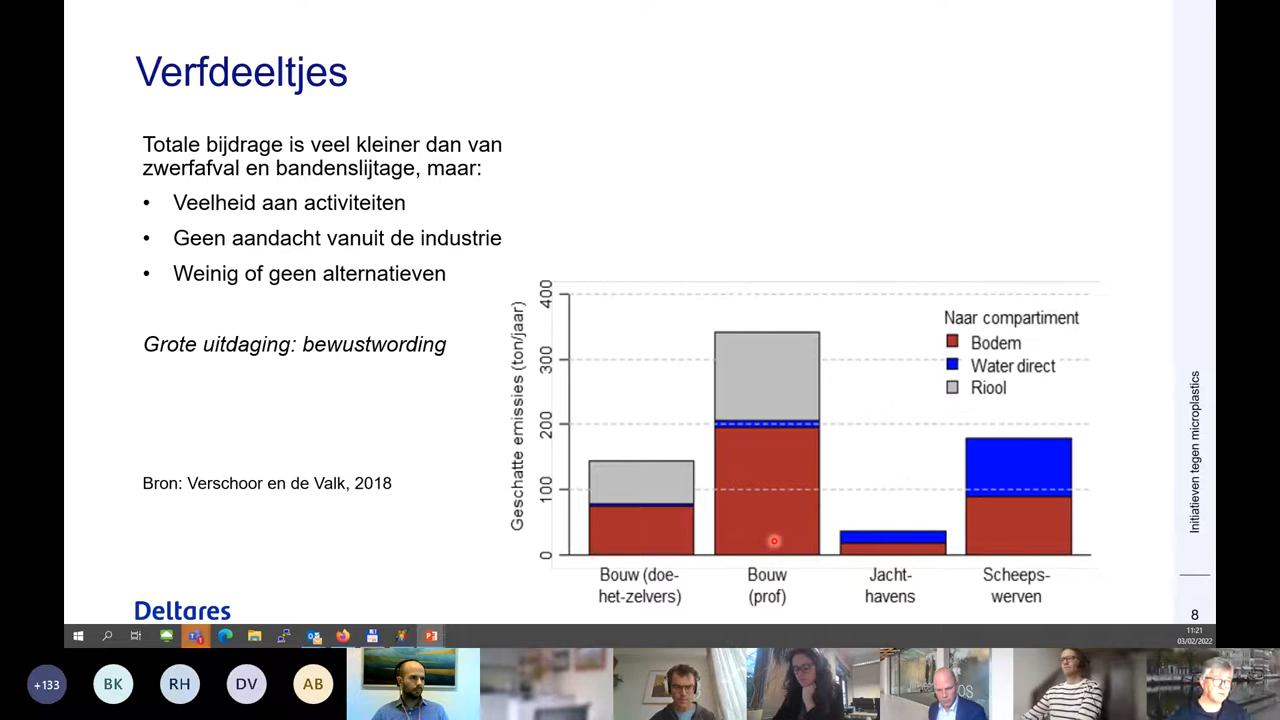 Verfdeeltjes
Totale bijdrage is veel kleiner dan van
zwerfafval en bandenslijtage, maar:
• Veelheid aan activiteiten
• Geen aandacht vanuit de industrie
• Weinig of geen alternatieven
Grote uitdaging: bewustwording
Bron: Verschoor en de Valk, 2018
Geschatte emissies (ton/jaar)
400
300
200
100
0
Naar compartiment
Bodem
Water direct
Riool
Bouw (doe-
het-zelvers)
Bouw
(prof)
Jacht-
havens
Scheeps-
werven
Initiatieven tegen microplastics
8
Deltares
11:21
03/02/2022
+133
BK
RH
DV
AB